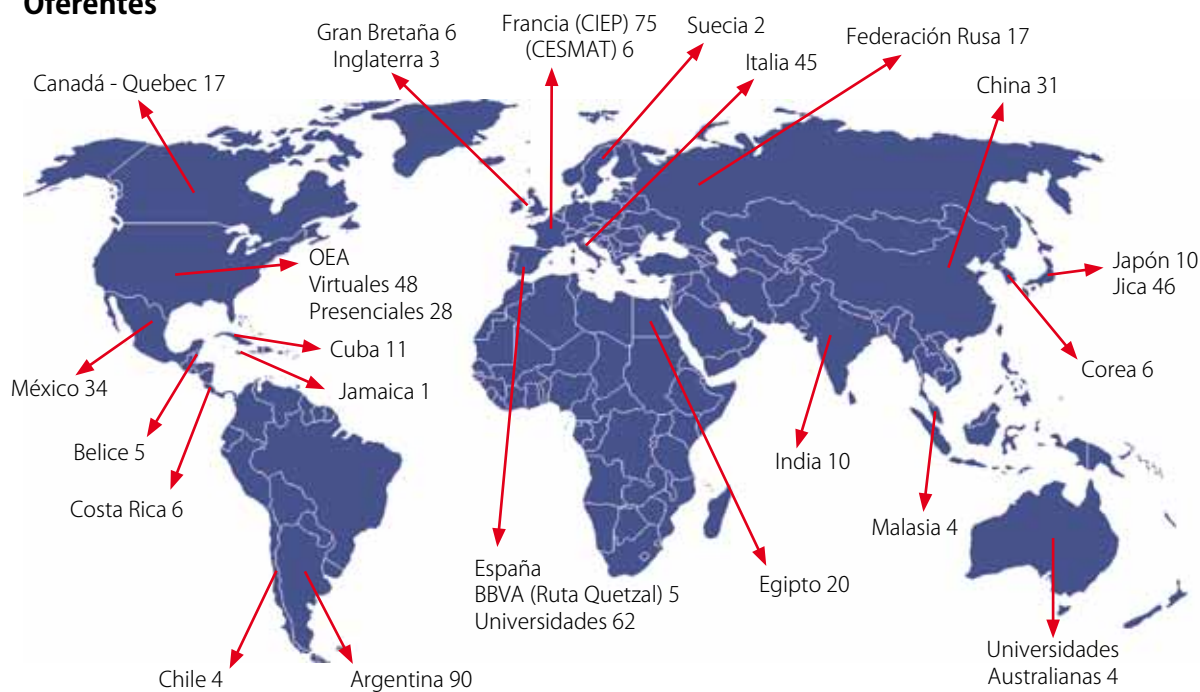 Oferentes
Gran Bretaña 6
Inglaterra 3
Francia (CIEP) 75
(CESMAT) 6
Suecia 2
Federación Rusa 17
Italia 45
Canadá - Quebec 17
China 31
OEA
Virtuales 48
Presenciales 28
Japón 10
Jica 46
Cuba 11
Corea 6
México 34
Jamaica 1
Belice 5
India 10
Costa Rica 6
Malasia 4
España
BBVA (Ruta Quetzal) 5
Universidades 62
Egipto 20
Universidades
Australianas 4
Chile 4
Argentina 90